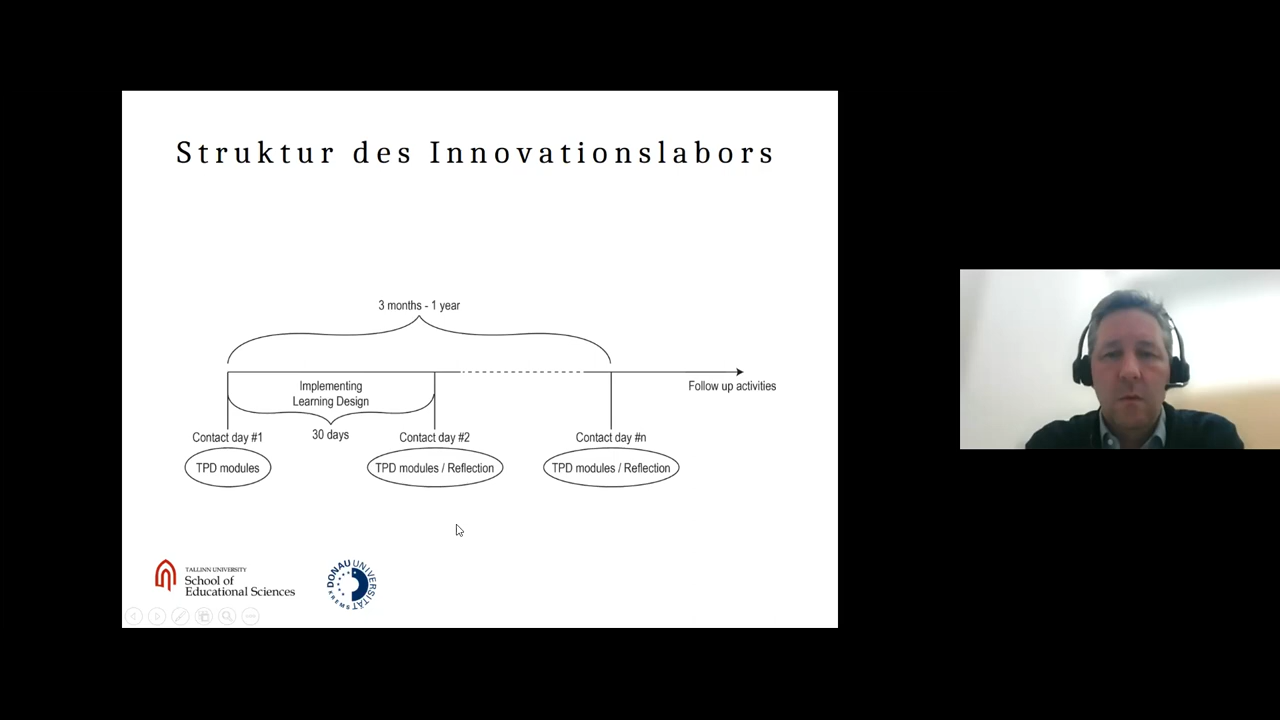 Struktur des Innovationslabors
3 months - 1 year
Implementing
Learning Design
Follow up activities
30 days
Contact day #1
Contact day #2
Contact day #n
TPD modules
TPD modules / Reflection
TPD modules / Reflection
TALLINN UNIVERSITY
School of
Educational Sciences
DONAU UNIVERSITÄT
KREMS